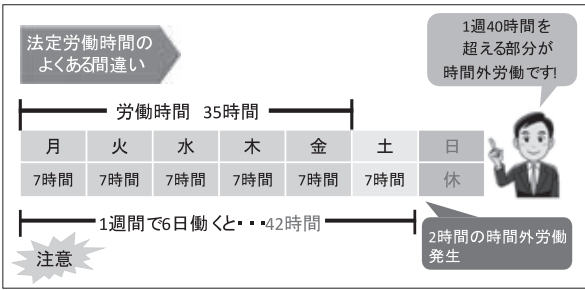 法定労働時間の
よくある間違い
1週40時間を
超える部分が
時間外労働です!
労働時間 35時間
月 火 水 木 金 土 日
7時間 7時間 7時間 7時間 7時間 7時間 休
1週間で6日働くと・・・42時間
2時間の時間外労働
発生
注意